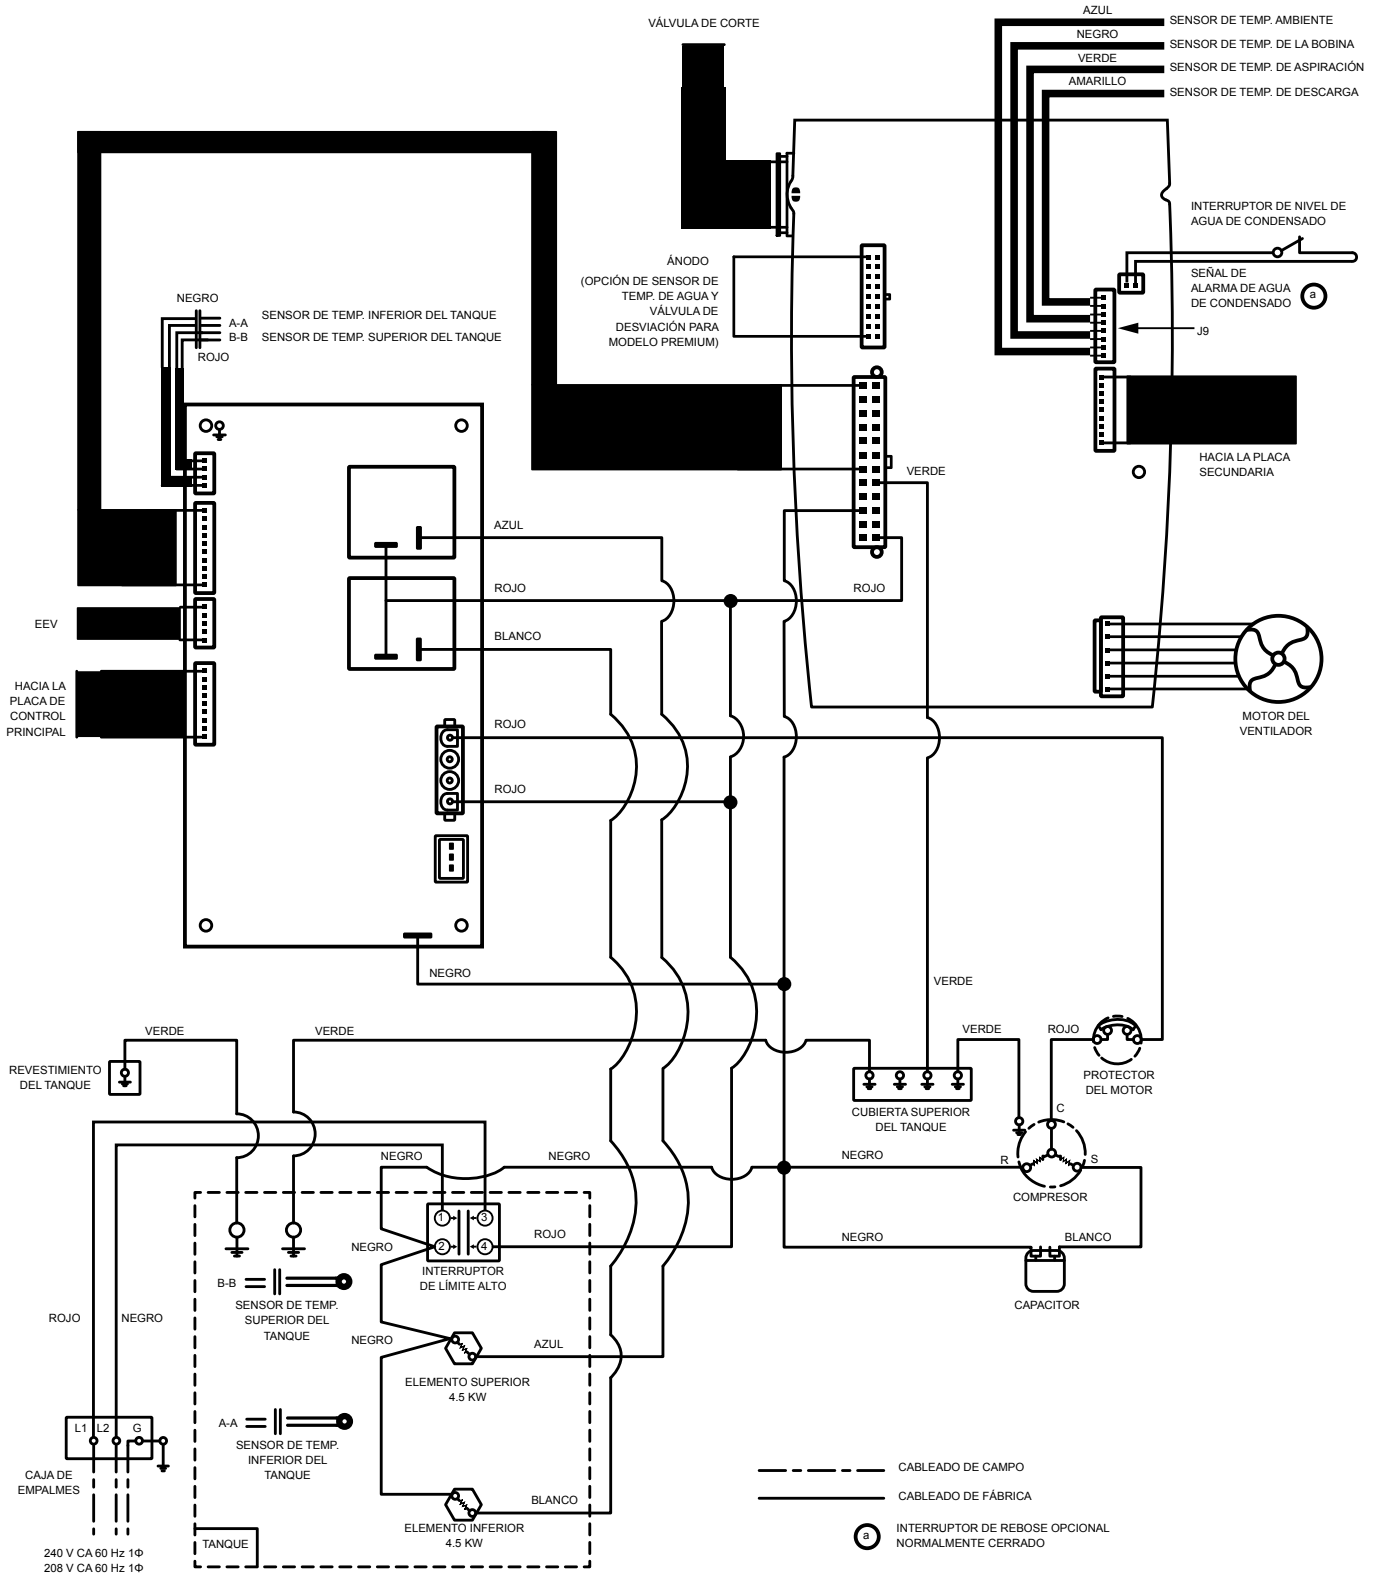 VÁLVULA DE CORTE
AZUL
SENSOR DE TEMP. AMBIENTE
NEGRO
SENSOR DE TEMP. DE LA BOBINA
VERDE
SENSOR DE TEMP. DE ASPIRACIÓN
AMARILLO
SENSOR DE TEMP. DE DESCARGA
INTERRUPTOR DE NIVEL DE
AGUA DE CONDENSADO
SEÑAL DE
ALARMA DE AGUA
DE CONDENSADO
a
J9
ÁNODO
(OPCIÓN DE SENSOR DE
TEMP. DE AGUA Y
VÁLVULA DE
DESVIACIÓN PARA
MODELO PREMIUM)
NEGRO
A-A
SENSOR DE TEMP. INFERIOR DEL TANQUE
B-B
SENSOR DE TEMP. SUPERIOR DEL TANQUE
ROJO
HACIA LA PLACA
SECUNDARIA
VERDE
AZUL
ROJO
ROJO
BLANCO
EEV
HACIA LA
PLACA DE
CONTROL
PRINCIPAL
ROJO
ROJO
MOTOR DEL
VENTILADOR
NEGRO
VERDE
VERDE
VERDE
VERDE
ROJO
REVESTIMIENTO
DEL TANQUE
PROTECTOR
DEL MOTOR
CUBIERTA SUPERIOR
DEL TANQUE
C
R
S
COMPRESOR
NEGRO
NEGRO
NEGRO
1
3
2
4
NEGRO
ROJO
NEGRO
BLANCO
INTERRUPTOR
DE LÍMITE ALTO
CAPACITOR
B-B
SENSOR DE TEMP.
SUPERIOR DEL
TANQUE
ROJO
NEGRO
NEGRO
AZUL
ELEMENTO SUPERIOR
4.5 KW
A-A
SENSOR DE TEMP.
INFERIOR DEL
TANQUE
L1
L2
G
CAJA DE
EMPALMES
BLANCO
ELEMENTO INFERIOR
4.5 KW
TANQUE
240 V CA 60 Hz 1Φ
208 V CA 60 Hz 1Φ
CABLEADO DE CAMPO
CABLEADO DE FÁBRICA
a
INTERRUPTOR DE REBOSE OPCIONAL
NORMALMENTE CERRADO